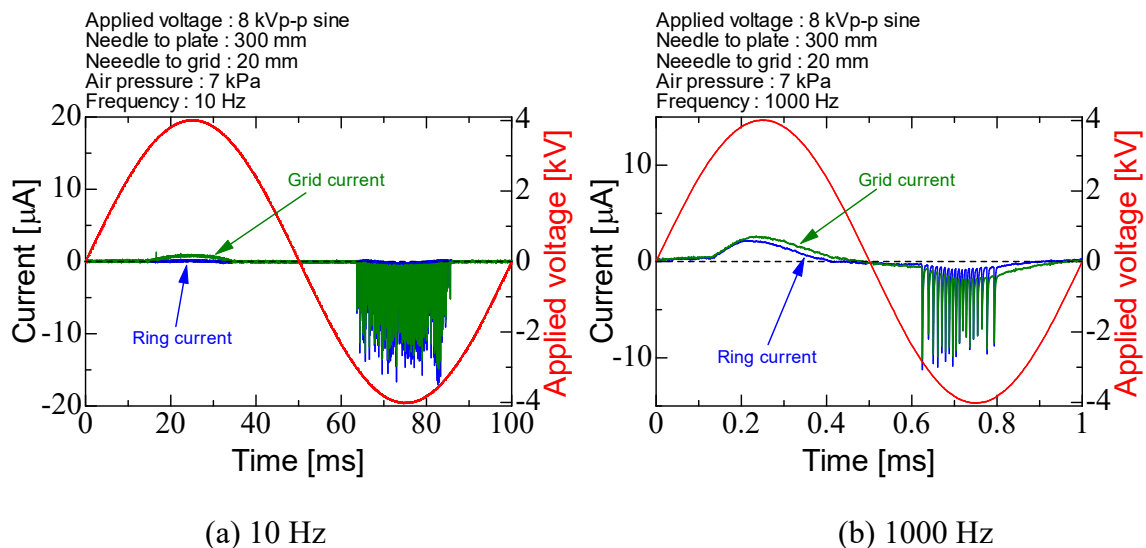 Applied voltage : 8 kVp-p sine
Needle to plate : 300 mm
Neeedle to grid : 20 mm
Air pressure : 7 kPa
Frequency : 10 Hz
20
10
0
-10
-20
Current [μA]
Grid current
Ring current
4
2
0
-2
-4
Applied voltage [kV]
0
20
40
60
80
100
Time [ms]
(a) 10 Hz
Applied voltage : 8 kVp-p sine
Needle to plate : 300 mm
Neeedle to grid : 20 mm
Air pressure : 7 kPa
Frequency : 1000 Hz
10
0
-10
Current [μA]
Grid current
Ring current
4
2
0
-2
-4
Applied voltage [kV]
0
0.2
0.4
0.6
0.8
1
Time [ms]
(b) 1000 Hz